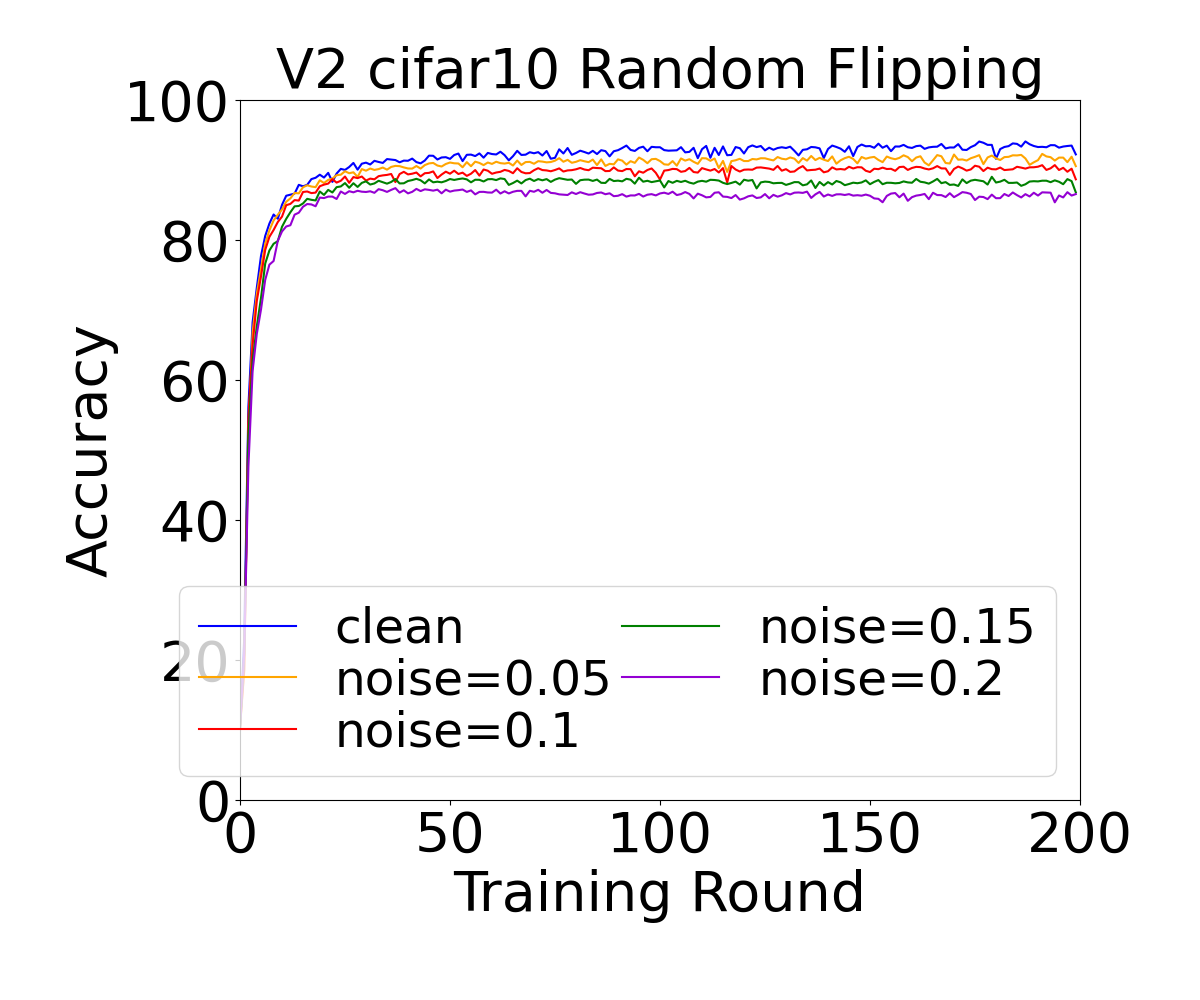 V2 cifar10 Random Flipping
100
80
60
40
20
0
Accuracy
clean
noise=0.05
noise=0.1
noise=0.15
noise=0.2
0 50 100 150 200
Training Round